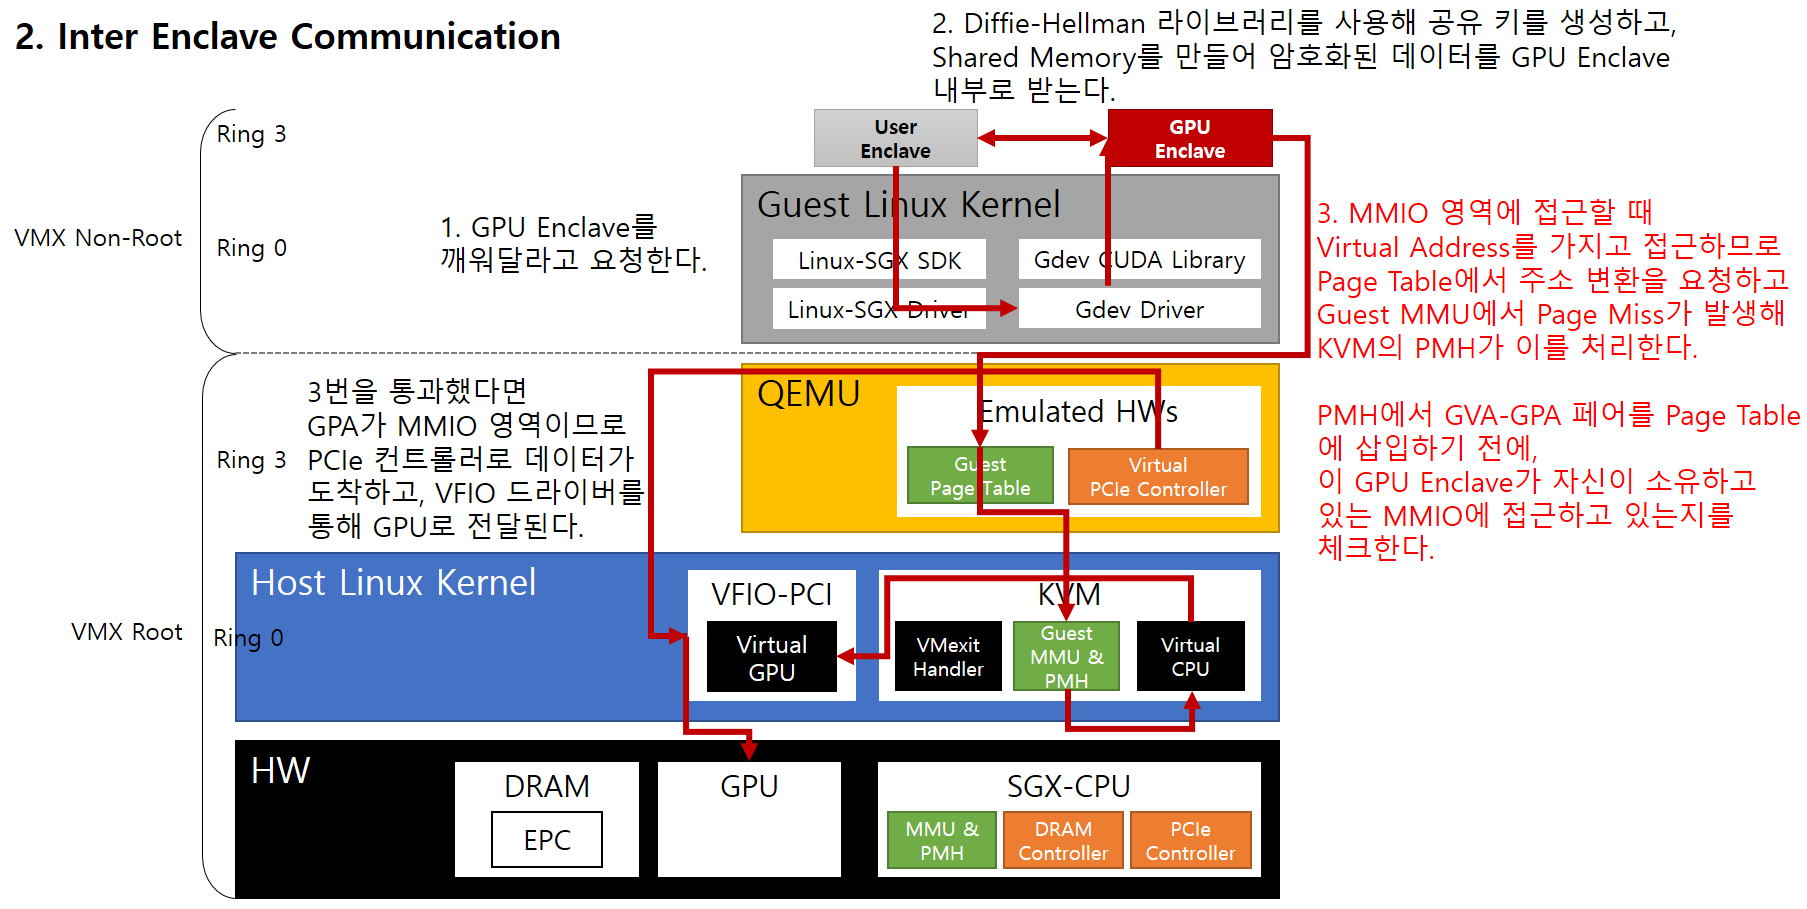 2. Inter Enclave Communication
2. Diffie-Hellman 라이브러리를 사용해 공유 키를 생성하고,
Shared Memory를 만들어 암호화된 데이터를 GPU Enclave
내부로 받는다.
VMX Non-Root
Ring 3
Ring 0
1. GPU Enclave를
깨워달라고 요청한다.
User
Enclave
GPU
Enclave
Guest Linux Kernel
Linux-SGX SDK
Gdev CUDA Library
Linux-SGX Driver
Gdev Driver
3. MMIO 영역에 접근할 때
Virtual Address를 가지고 접근하므로
Page Table에서 주소 변환을 요청하고
Guest MMU에서 Page Miss가 발생해
KVM의 PMH가 이를 처리한다.
PMH에서 GVA-GPA 페어를 Page Table
에 삽입하기 전에,
이 GPU Enclave가 자신이 소유하고
있는 MMIO에 접근하고 있는지를
체크한다.
VMX Root
Ring 3
Ring 0
3번을 통과했다면
GPA가 MMIO 영역이므로
PCIe 컨트롤러로 데이터가
도착하고, VFIO 드라이버를
통해 GPU로 전달된다.
QEMU
Emulated HWs
Guest
Page Table
Virtual
PCIe Controller
Host Linux Kernel
VFIO-PCI
Virtual
GPU
KVM
VMexit
Handler
Guest
MMU &
PMH
Virtual
CPU
HW
DRAM
EPC
GPU
SGX-CPU
MMU &
PMH
DRAM
Controller
PCIe
Controller